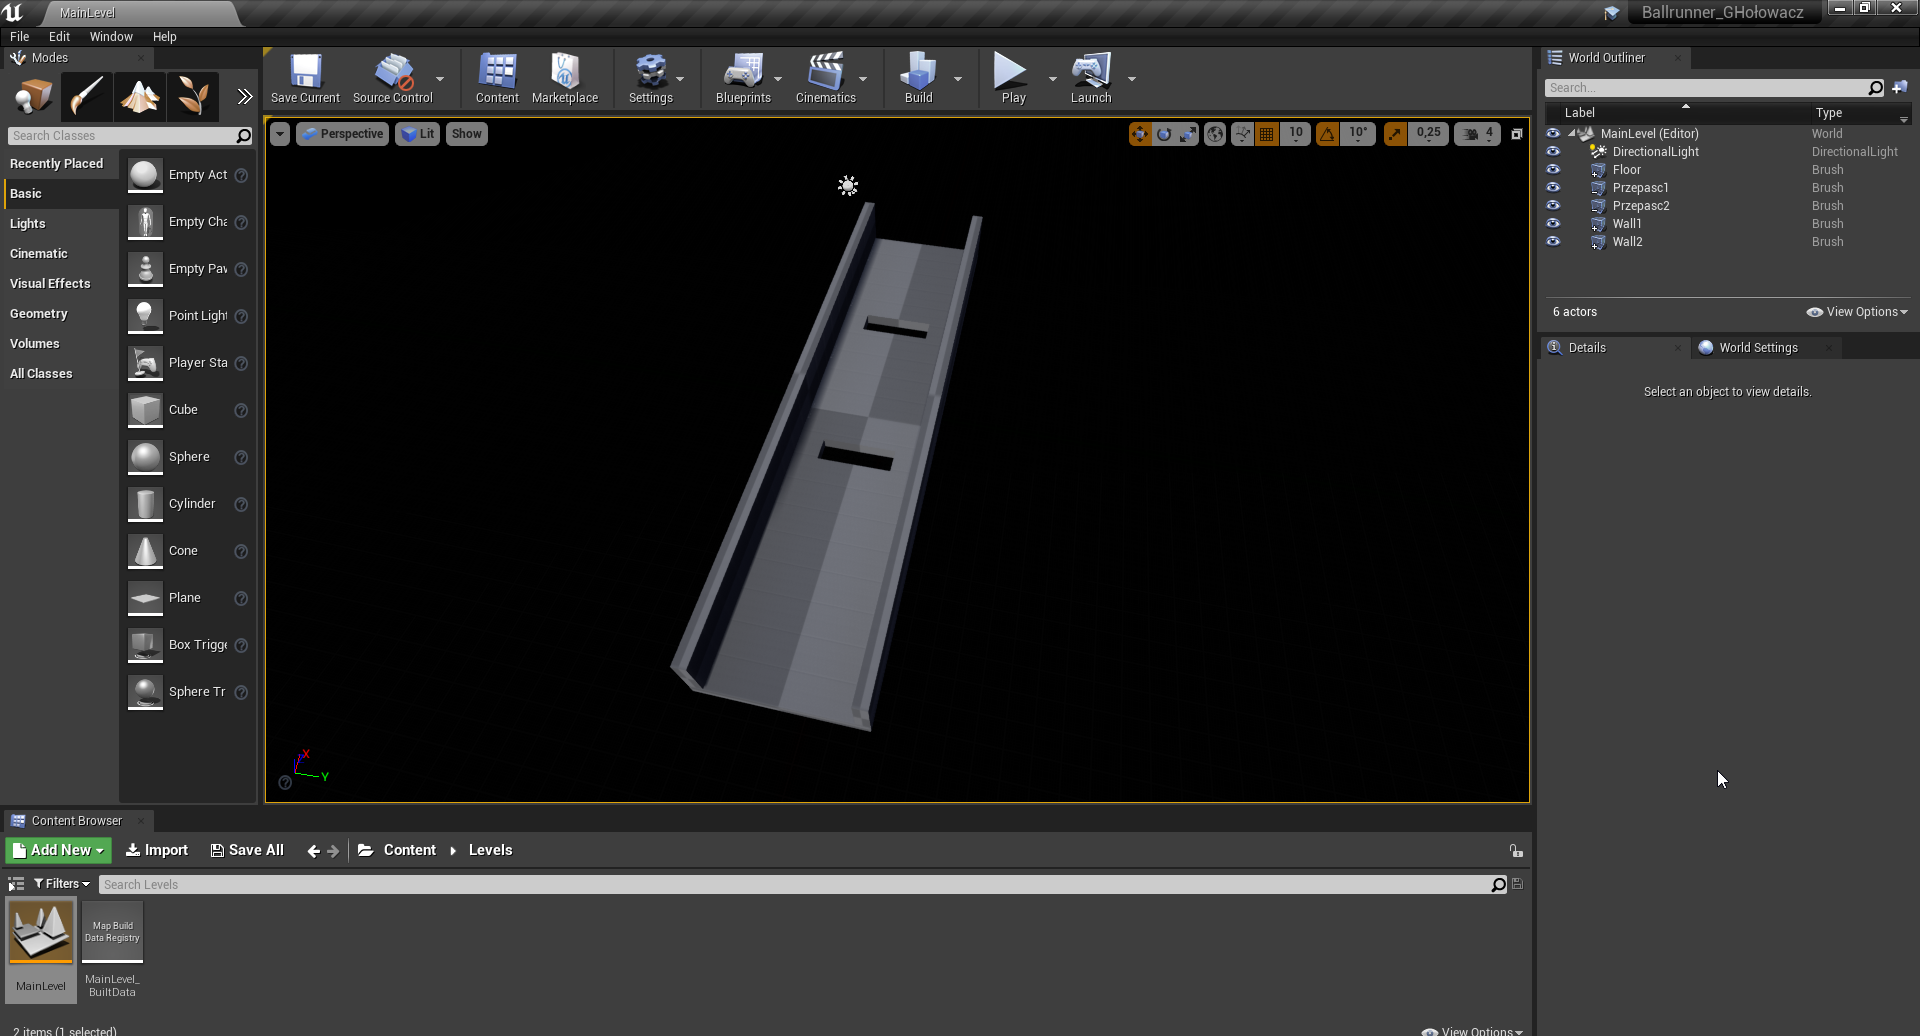 MainLevel
Ballrunner_GHołowacz
File Edit Window Help
Modes
Search Classes
Recently Placed
Basic
Lights
Cinematic
Visual Effects
Geometry
Volumes
All Classes
Empty Act
Empty Cha
Empty Pav
Point Light
Player Sta
Cube
Sphere
Cylinder
Cone
Plane
Box Trigge
Sphere Tr
Save Current
Source Control
Content
Marketplace
Settings
Blueprints
Cinematics
Build
Play
Launch
Perspective
Lit
Show
10
10°
0,25
4
X
Y
World Outliner
Search...
Label Type
MainLevel (Editor) World
DirectionalLight DirectionalLight
Floor Brush
Przepasc1 Brush
Przepasc2 Brush
Wall1 Brush
Wall2 Brush
6 actors
View Options
Details
World Settings
Select an object to view details.
Content Browser
Add New
Import
Save All
Content
Levels
Filters
Search Levels
Map Build
Data Registry
MainLevel
MainLevel_
BuiltData
2 items (1 selected)
View Options